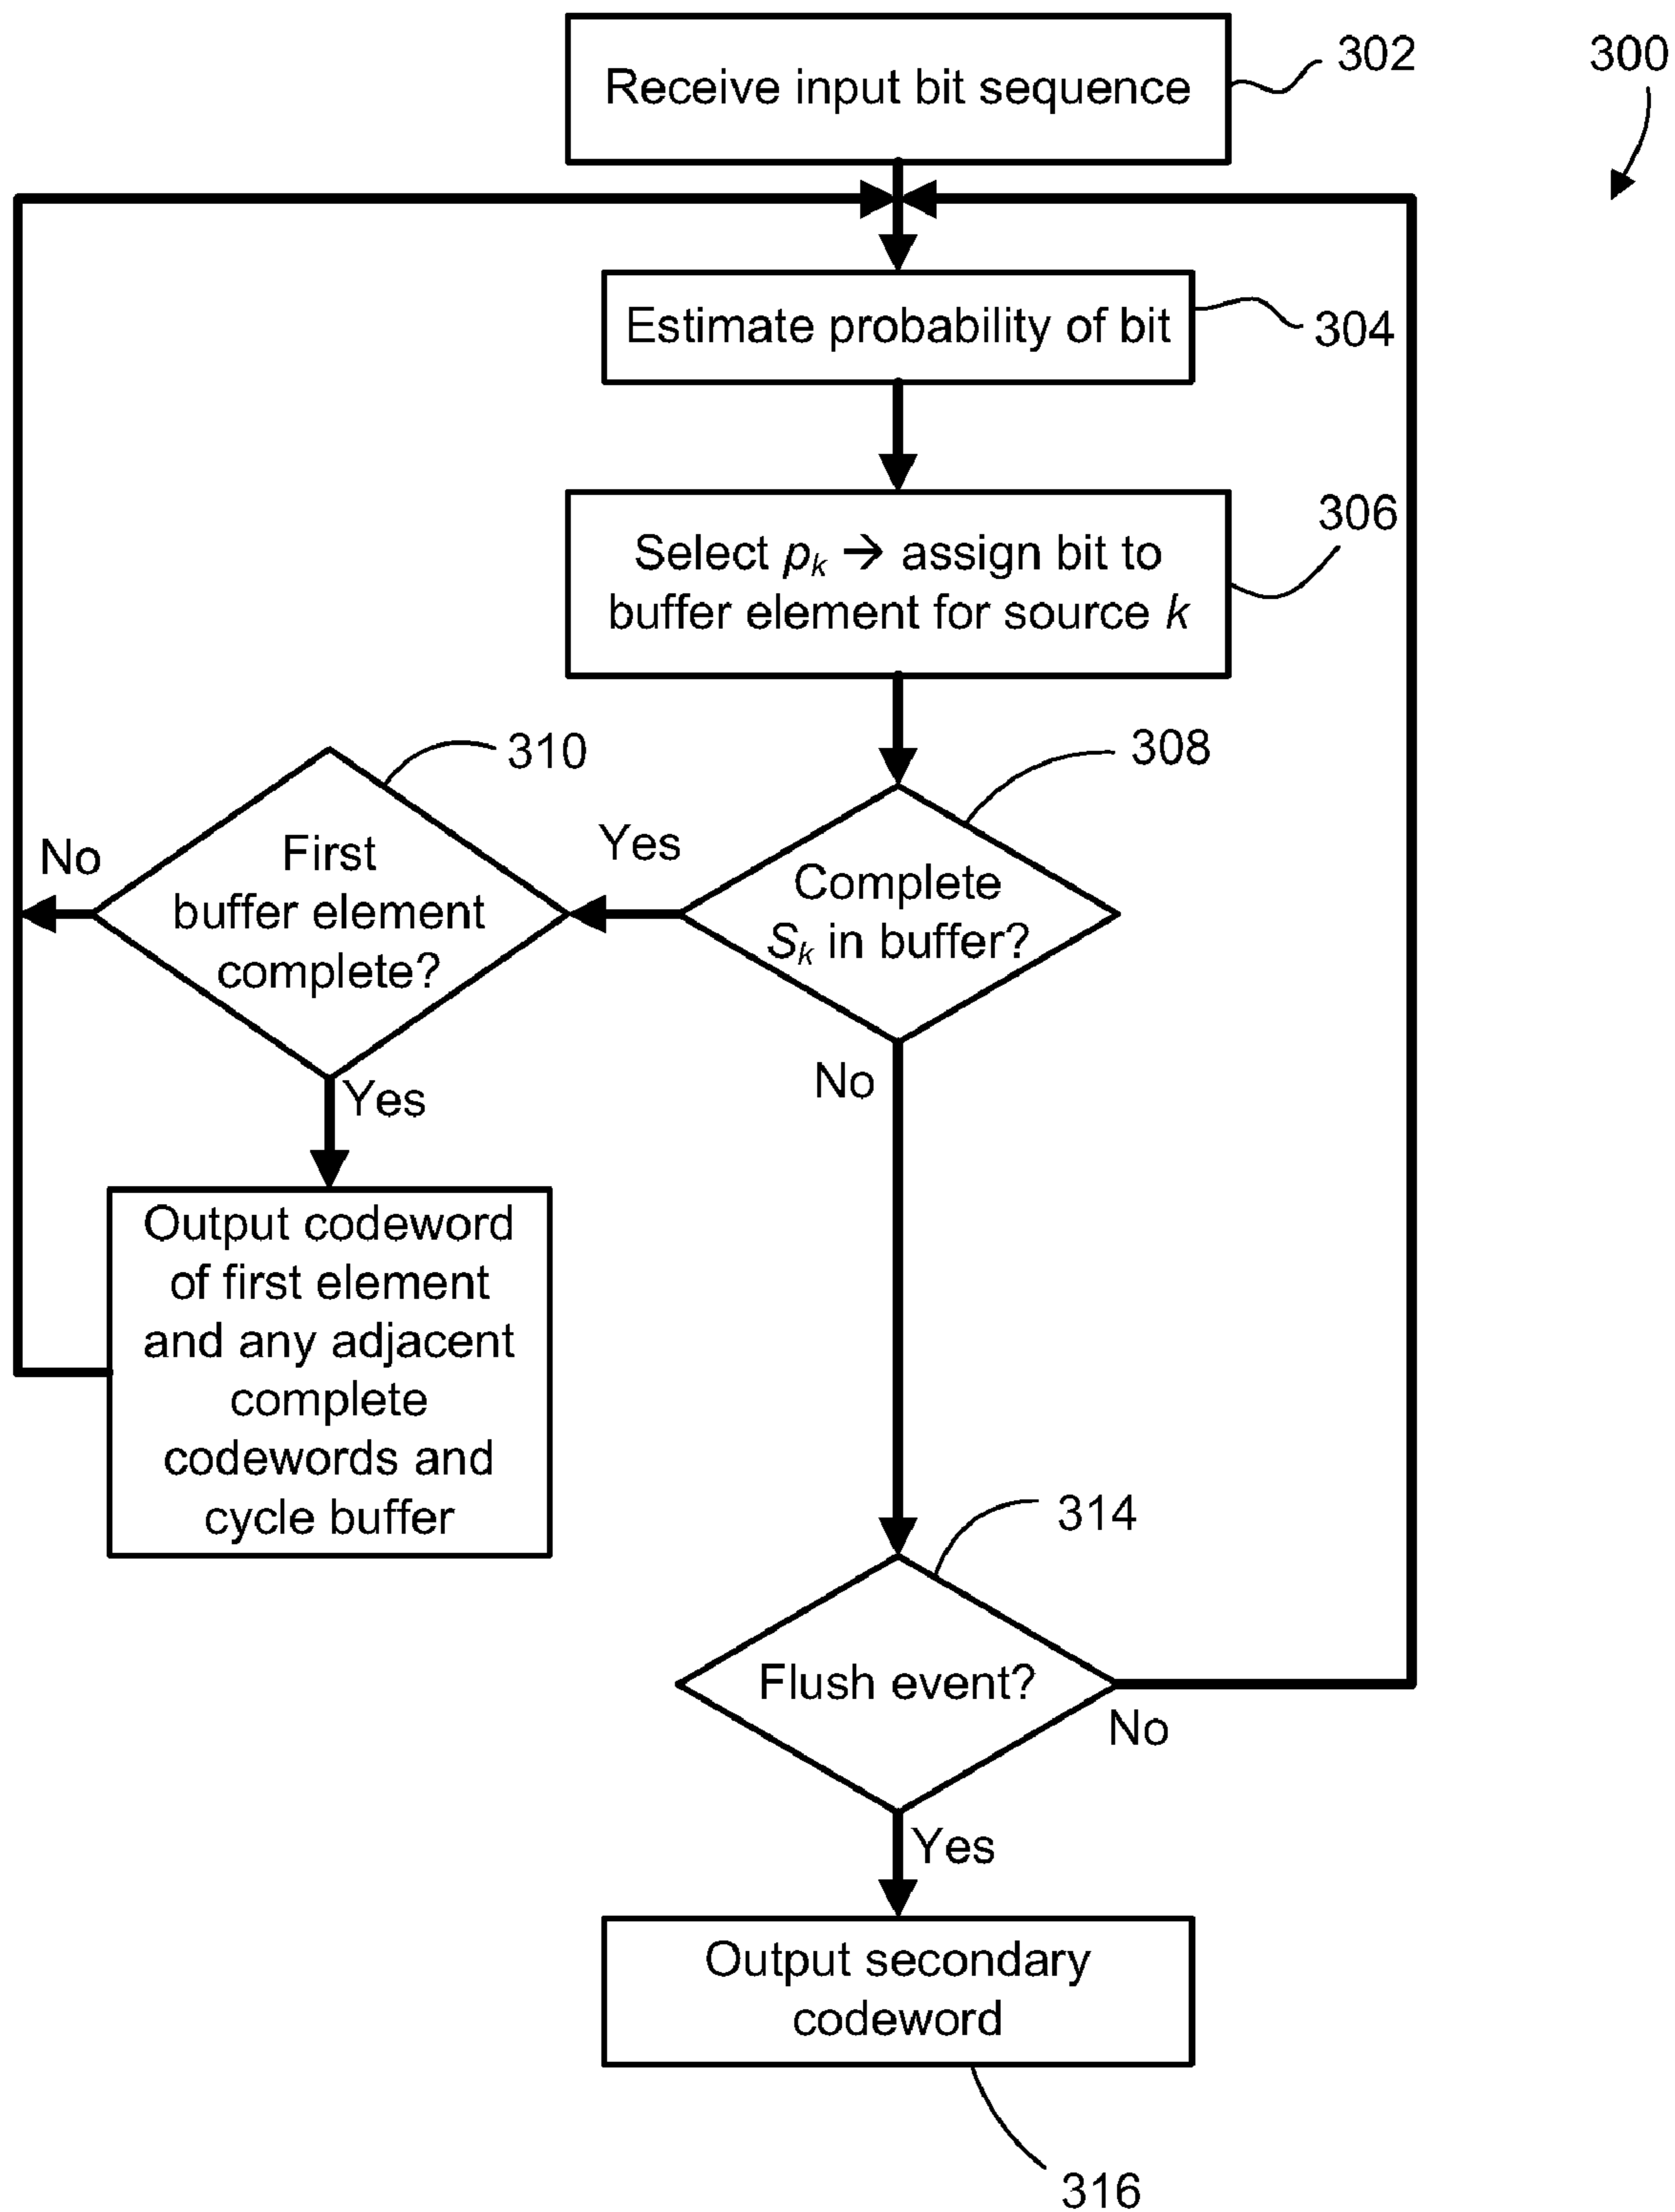 Receive input bit sequence
302
300
Estimate probability of bit
304
Select pk → assign bit to
buffer element for source k
306
308
Complete
Sk in buffer?
Yes
No
310
First
buffer element
complete?
No
Yes
Output codeword
of first element
and any adjacent
complete
codewords and
cycle buffer
314
Flush event?
No
Yes
Output secondary
codeword
316